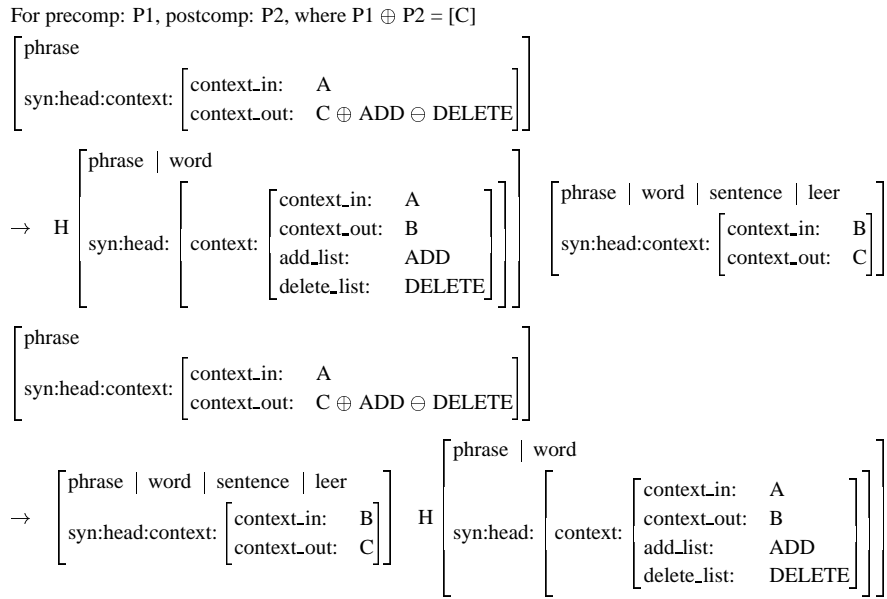 For precomp: P1, postcomp: P2, where P1 ⊕ P2 = [C]
phrase
syn:head:context: context_in: A
context_out: C ⊕ ADD ⊖ DELETE
→ H phrase | word
syn:head: context: context_in: A
context_out: B
add_list: ADD
delete_list: DELETE
phrase | word | sentence | leer
syn:head:context: context_in: B
context_out: C
phrase
syn:head:context: context_in: A
context_out: C ⊕ ADD ⊖ DELETE
→ phrase | word | sentence | leer
syn:head:context: context_in: B
context_out: C
H phrase | word
syn:head: context: context_in: A
context_out: B
add_list: ADD
delete_list: DELETE